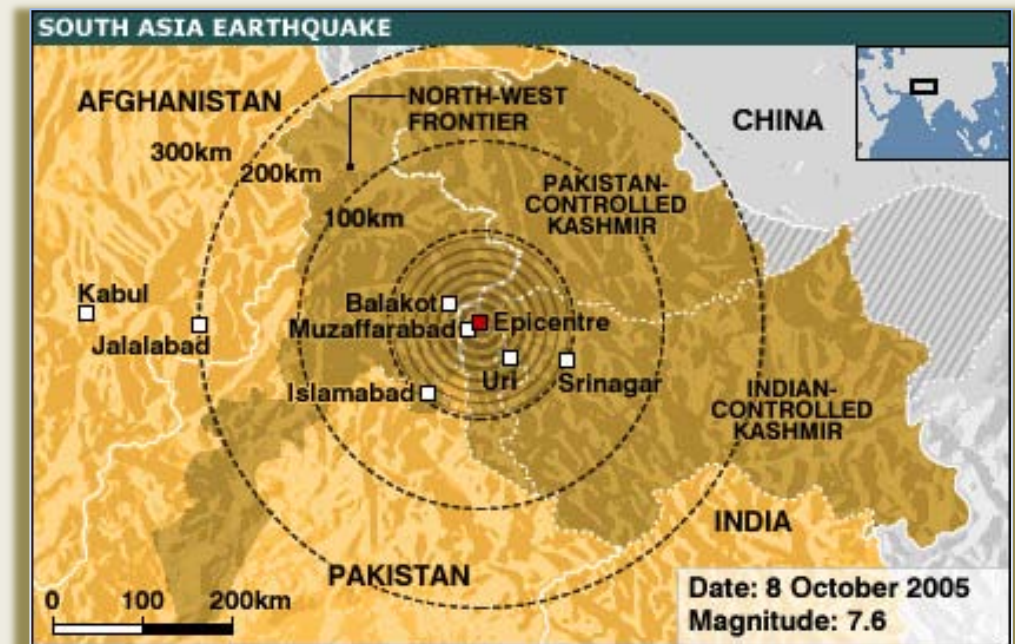 SOUTH ASIA EARTHQUAKE
AFGHANISTAN
NORTH-WEST
FRONTIER
CHINA
300km
200km
100km
PAKISTAN-
CONTROLLED
KASHMIR
Kabul
Jalalabad
Balakot
Muzaffarabad
Epicentre
Islamabad
Uri
Srinagar
INDIAN-
CONTROLLED
KASHMIR
INDIA
PAKISTAN
0 100 200km
Date: 8 October 2005
Magnitude: 7.6